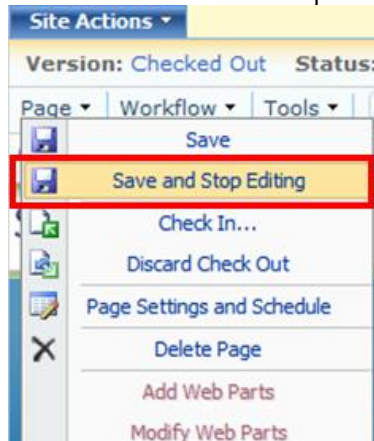 Site Actions
Version: Checked Out Status:
Page Workflow Tools
Save
Save and Stop Editing
Check In...
Discard Check Out
Page Settings and Schedule
Delete Page
Add Web Parts
Modify Web Parts